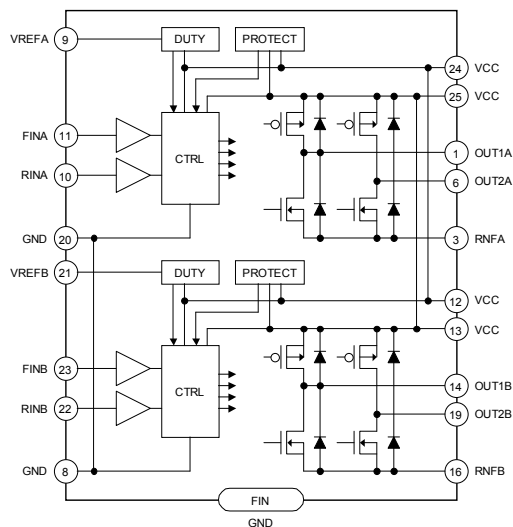 VREFA 9 DUTY PROTECT
24 VCC
25 VCC
FINA 11
CTRL
1 OUT1A
RINA 10
6 OUT2A
GND 20
3 RNFA
VREFB 21 DUTY PROTECT
12 VCC
13 VCC
FINB 23
CTRL
14 OUT1B
RINB 22
19 OUT2B
GND 8
16 RNFB
FIN
GND